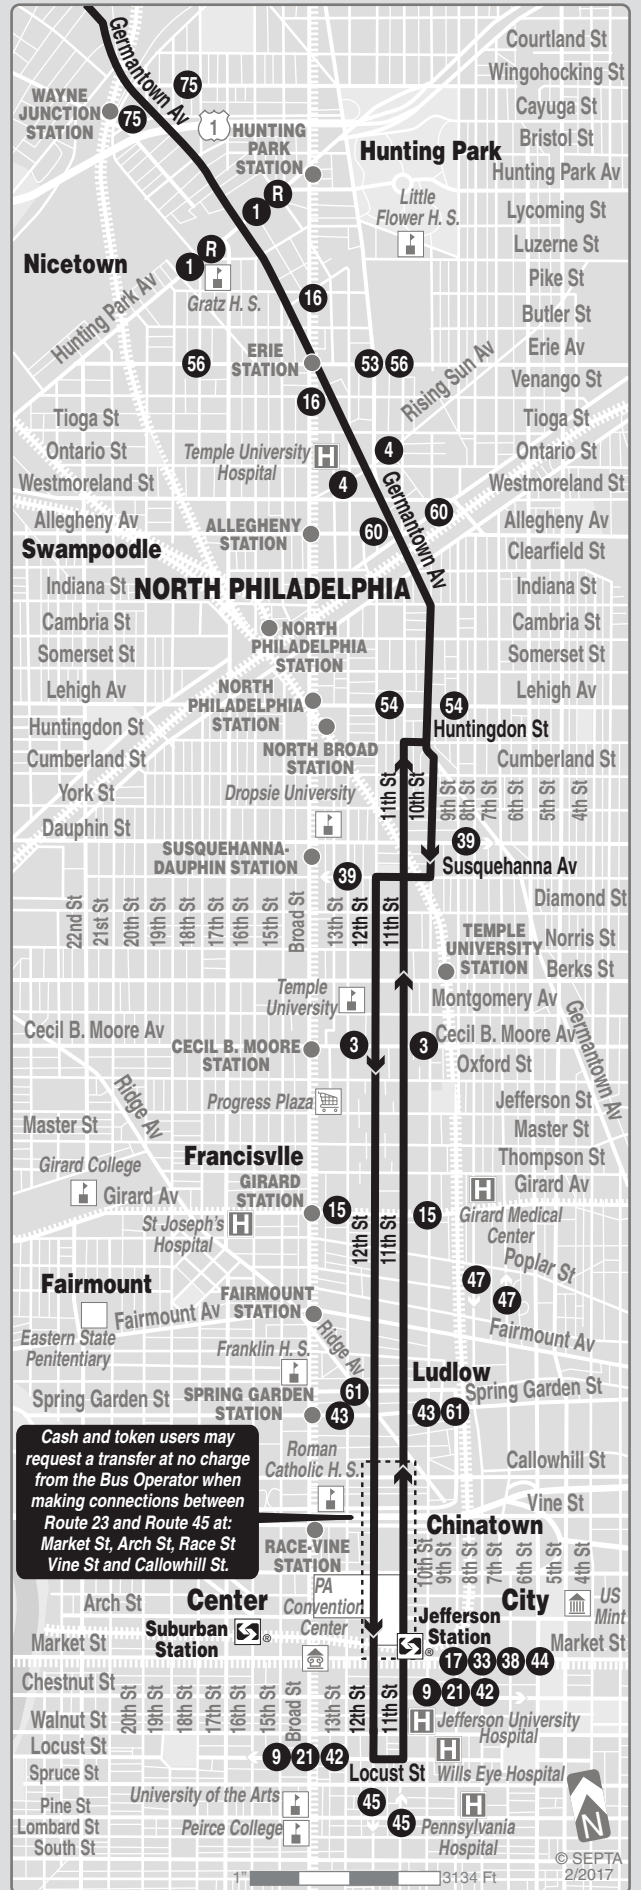 Courtland St
Wingohocking St
Cayuga St
Bristol St
Hunting Park Av
Lycoming St
Luzerne St
Pike St
Butler St
Erie Av
Venango St
Tioga St
Ontario St
Westmoreland St
Allegheny Av
Clearfield St
Indiana St
Cambria St
Somerset St
Lehigh Av
Huntingdon St
Cumberland St
Germantown Av
75
WAYNE
JUNCTION
STATION
75
1
HUNTING
PARK
STATION
Hunting Park
R
1
Little
Flower H. S.
Nicetown
R
1
Gratz H. S.
Hunting Park Av
16
56
ERIE
STATION
53
56
16
Rising Sun Av
Tioga St
Ontario St
Westmoreland St
Allegheny Av
Temple University
Hospital
H
4
4
Germantown Av
60
60
ALLEGHENY
STATION
Swampoodle
NORTH PHILADELPHIA
Indiana St
Cambria St
Somerset St
Lehigh Av
Huntingdon St
Cumberland St
York St
Dauphin St
NORTH
PHILADELPHIA
STATION
NORTH
PHILADELPHIA
STATION
54
54
NORTH BROAD
STATION
11th St
10th St
9th St
8th St
7th St
6th St
5th St
4th St
Dropsie University
SUSQUEHANNA-
DAUPHIN STATION
39
39
Susquehanna Av
Diamond St
22nd St
21st St
20th St
19th St
18th St
17th St
16th St
15th St
Broad St
13th St
12th St
11th St
TEMPLE
UNIVERSITY
STATION
Norris St
Berks St
Montgomery Av
Temple
University
Cecil B. Moore Av
CECIL B. MOORE
STATION
3
3
Cecil B. Moore Av
Oxford St
Germantown Av
Ridge Av
Progress Plaza
Jefferson St
Master St
Master St
Thompson St
Francisvlle
Girard College
Girard Av
GIRARD
STATION
15
15
H
Girard Av
Girard Medical
Center
St Joseph's
Hospital
H
12th St
11th St
Poplar St
47
47
Fairmount
Fairmount Av
FAIRMOUNT
STATION
Fairmount Av
Eastern State
Penitentiary
Ridge Av
Franklin H. S.
Ludlow
Spring Garden St
SPRING GARDEN
STATION
61
43
43
61
Spring Garden St
Cash and token users may
request a transfer at no charge
from the Bus Operator when
making connections between
Route 23 and Route 45 at:
Market St, Arch St, Race St
Vine St and Callowhill St.
Roman
Catholic H. S.
Callowhill St
Vine St
RACE-VINE
STATION
Chinatown
10th St
9th St
8th St
7th St
6th St
5th St
4th St
Arch St
Center
PA
Convention
Center
City
US
Mint
Market St
Suburban
Station
®
Jefferson
Station
®
Market St
17
33
38
44
Chestnut St
20th St
19th St
18th St
17th St
16th St
15th St
Broad St
13th St
12th St
11th St
9
21
42
Walnut St
H
Jefferson University
Hospital
Locust St
9
21
42
Locust St
H
Wills Eye Hospital
Spruce St
Pine St
University of the Arts
45
45
H
Pennsylvania
Hospital
Lombard St
Peirce College
South St
N
© SEPTA
2/2017
1"
3134 Ft